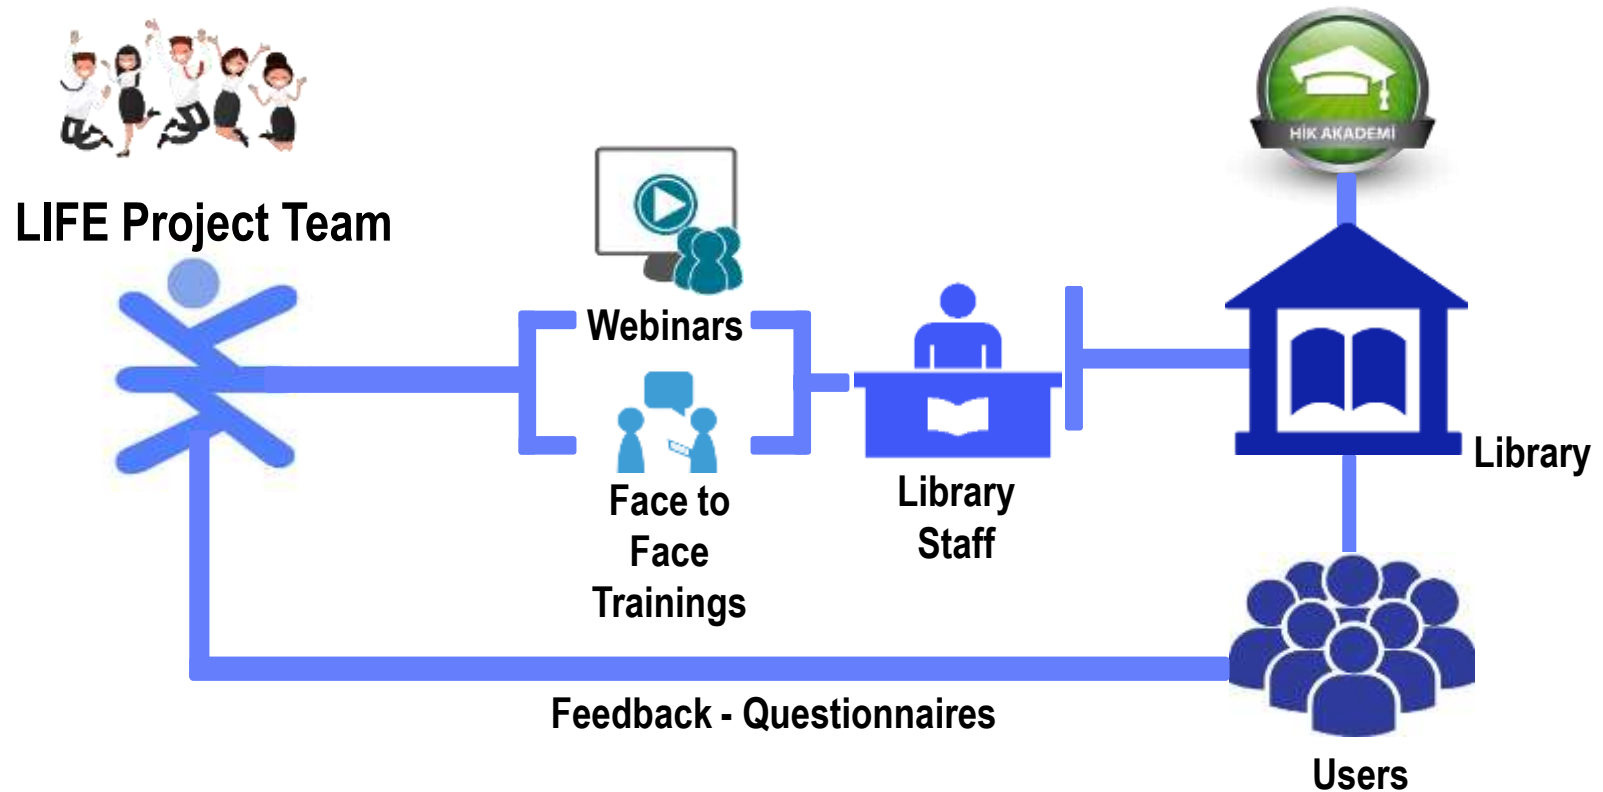 HİK AKADEMİ
LIFE Project Team
Webinars
Face to
Face
Trainings
Library
Staff
Library
Feedback - Questionnaires
Users